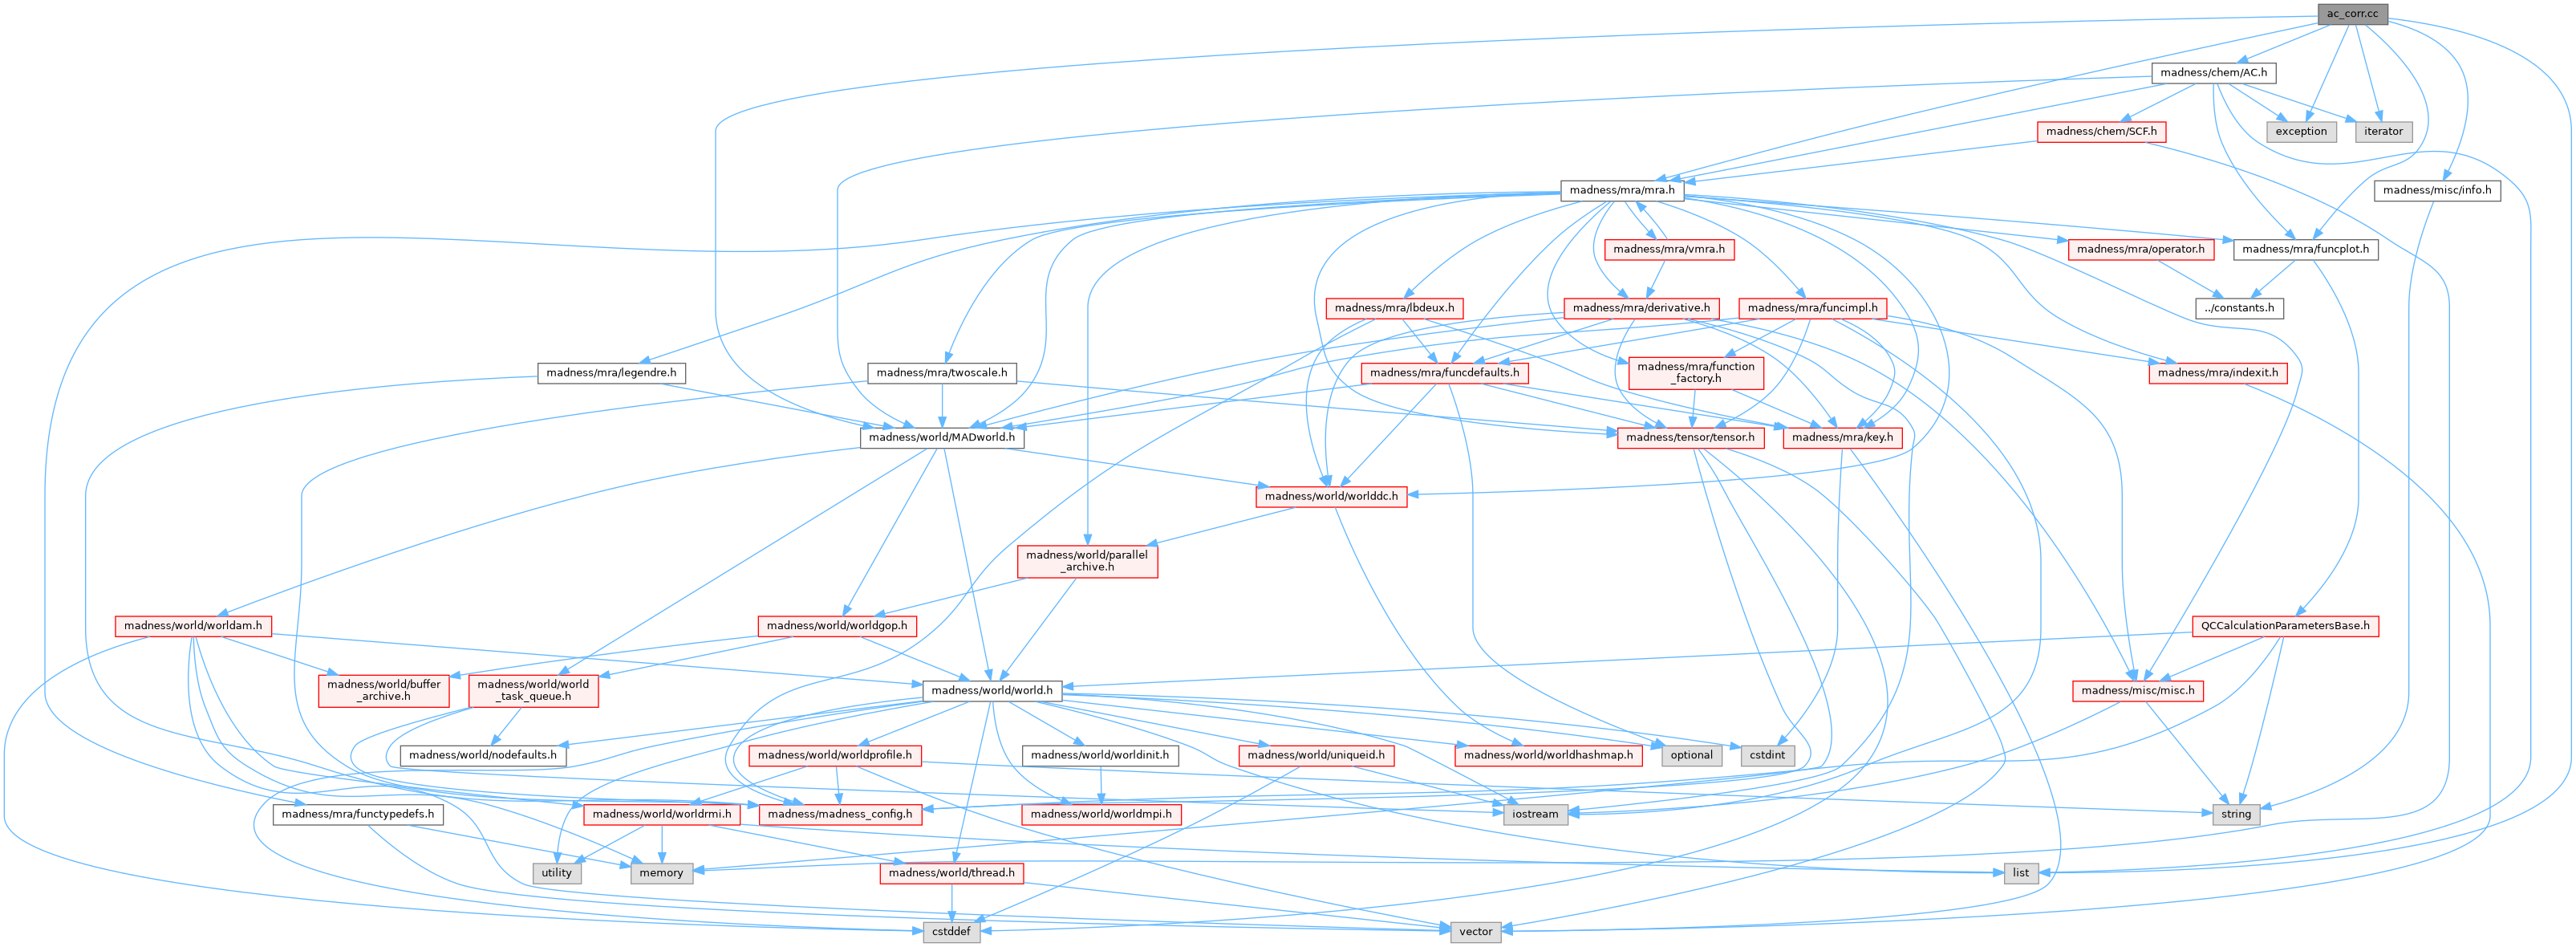 ac_corr.cc
madness/chem/AC.h
madness/chem/SCF.h
exception
iterator
madness/mra/mra.h
madness/misc/info.h
madness/mra/vmra.h
madness/mra/operator.h
madness/mra/funcplot.h
madness/mra/lbdeux.h
madness/mra/derivative.h
madness/mra/funcimpl.h
../constants.h
madness/mra/legendre.h
madness/mra/twoscale.h
madness/mra/funcdefaults.h
madness/mra/function
_factory.h
madness/mra/indexit.h
madness/world/MADworld.h
madness/tensor/tensor.h
madness/mra/key.h
madness/world/worlddc.h
madness/world/parallel
_archive.h
madness/world/worldam.h
madness/world/worldgop.h
QCCalculationParametersBase.h
madness/world/buffer
_archive.h
madness/world/world
_task_queue.h
madness/world/world.h
madness/misc/misc.h
madness/world/nodefaults.h
madness/world/worldprofile.h
madness/world/worldinit.h
madness/world/uniqueid.h
madness/world/worldhashmap.h
optional
cstdint
madness/mra/functypedefs.h
madness/world/worldrmi.h
madness/madness_config.h
madness/world/worldmpi.h
iostream
string
utility
memory
madness/world/thread.h
list
cstddef
vector